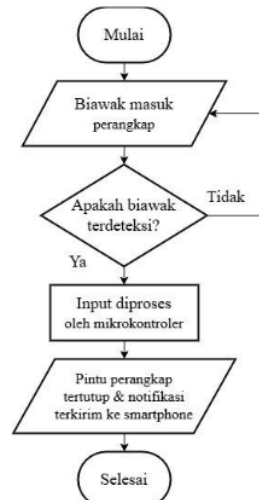 Mulai
Biawak masuk
perangkap
Apakah biawak
terdeteksi?
Tidak
Ya
Input diproses
oleh mikrokontroler
Pintu perangkap
tertutup & notifikasi
terkirim ke smartphone
Selesai